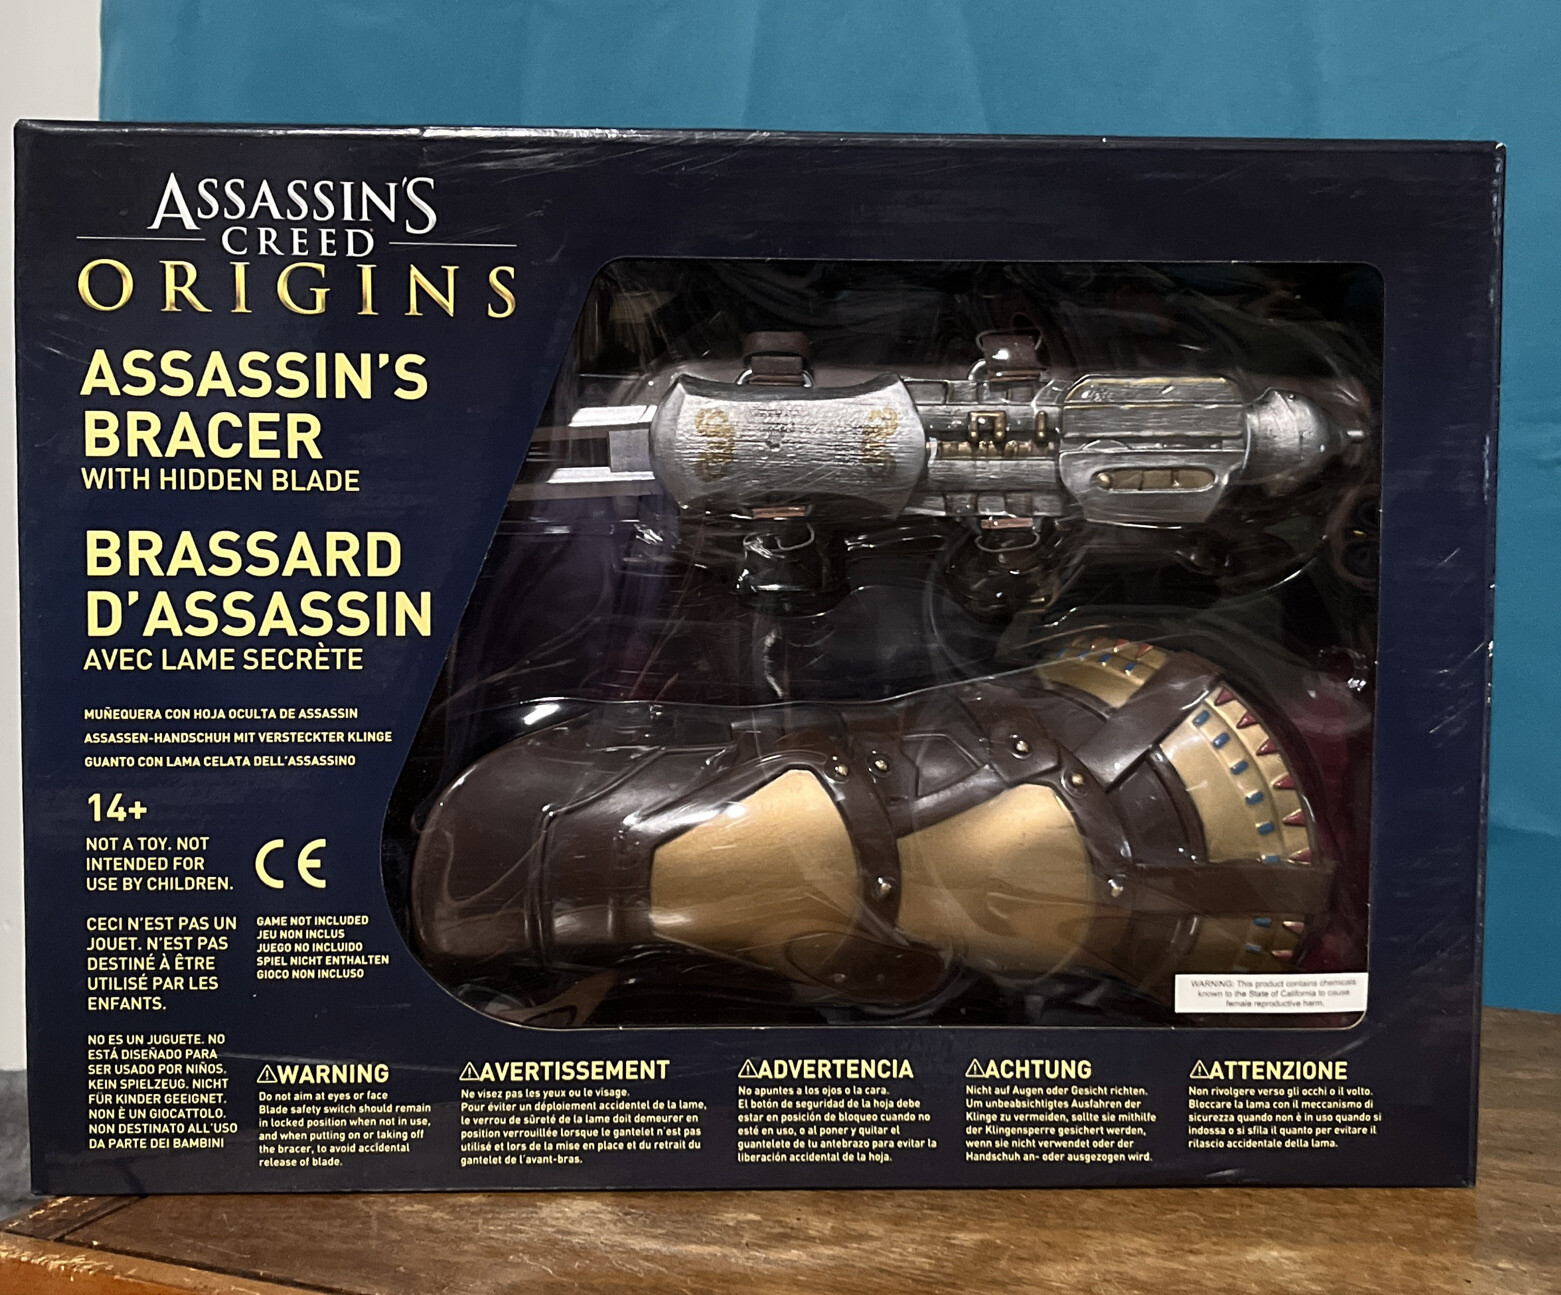 ASSASSIN'S
CREED
ORIGINS
ASSASSIN'S
BRACER
WITH HIDDEN BLADE
BRASSARD
D'ASSASSIN
AVEC LAME SECRÈTE
MUÑEQUERA CON HOJA OCULTA DE ASSASSIN
ASSASSEN-HANDSCHUH MIT VERSTECKTER KLINGE
GUANTO CON LAMA CELATA DELL'ASSASSINO
14+
NOT A TOY. NOT
INTENDED FOR
USE BY CHILDREN.
CE
CECI N'EST PAS UN
JOUET. N'EST PAS
DESTINÉ À ÊTRE
UTILISÉ PAR LES
ENFANTS.
GAME NOT INCLUDED
JEU NON INCLUS
JUEGO NO INCLUIDO
SPIEL NICHT ENTHALTEN
GIOCO NON INCLUSO
NO ES UN JUGUETE. NO
ESTÁ DISEÑADO PARA
SER USADO POR NIÑOS.
KEIN SPIELZEUG. NICHT
FÜR KINDER GEEIGNET.
NON È UN GIOCATTOLO.
NON DESTINATO ALL'USO
DA PARTE DEI BAMBINI
⚠WARNING
Do not aim at eyes or face
Blade safety switch should remain
in locked position when not in use,
and when putting on or taking off
the bracer, to avoid accidental
release of blade.
⚠AVERTISSEMENT
Ne visez pas les yeux ou le visage.
Pour éviter un déploiement accidentel de la lame,
le verrou de sûreté de la lame doit demeurer en
position verrouillée lorsque le gantelet n'est pas
utilisé et lors de la mise en place et du retrait du
gantelet de l'avant-bras.
⚠ADVERTENCIA
No apuntes a los ojos o la cara.
El botón de seguridad de la hoja debe
estar en posición de bloqueo cuando no
esté en uso, o al poner y quitar el
guantelete de tu antebrazo para evitar la
liberación accidental de la hoja.
⚠ACHTUNG
Nicht auf Augen oder Gesicht richten.
Um unbeabsichtigtes Ausfahren der
Klinge zu vermeiden, sollte sie mithilfe
der Klingensperre gesichert werden,
wenn sie nicht verwendet oder der
Handschuh an- oder ausgezogen wird.
⚠ATTENZIONE
Non rivolgere verso gli occhi o il volto.
Bloccare la lama con il meccanismo di
sicurezza quando non è in uso quando si
indossa o si sfila il quanto per evitare il
rilascio accidentale della lama.
WARNING: This product contains chemicals
known to the State of California to cause
female reproductive harm.